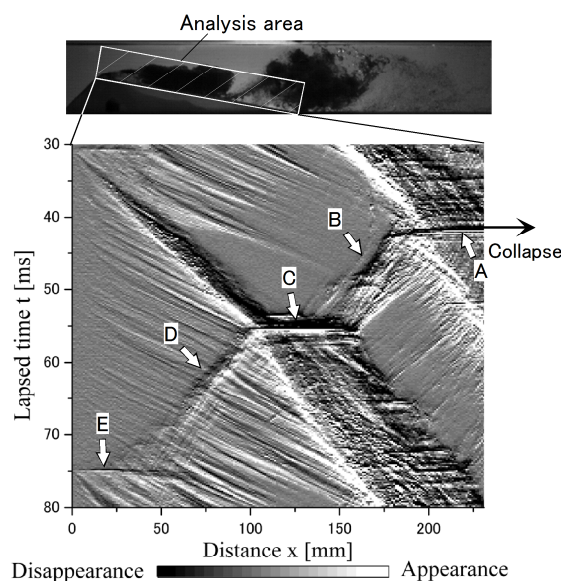 Analysis area
30
40
50
60
70
80
Lapsed time t [ms]
B
C
A
Collapse
D
E
0
50
100
150
200
Distance x [mm]
Disappearance
Appearance